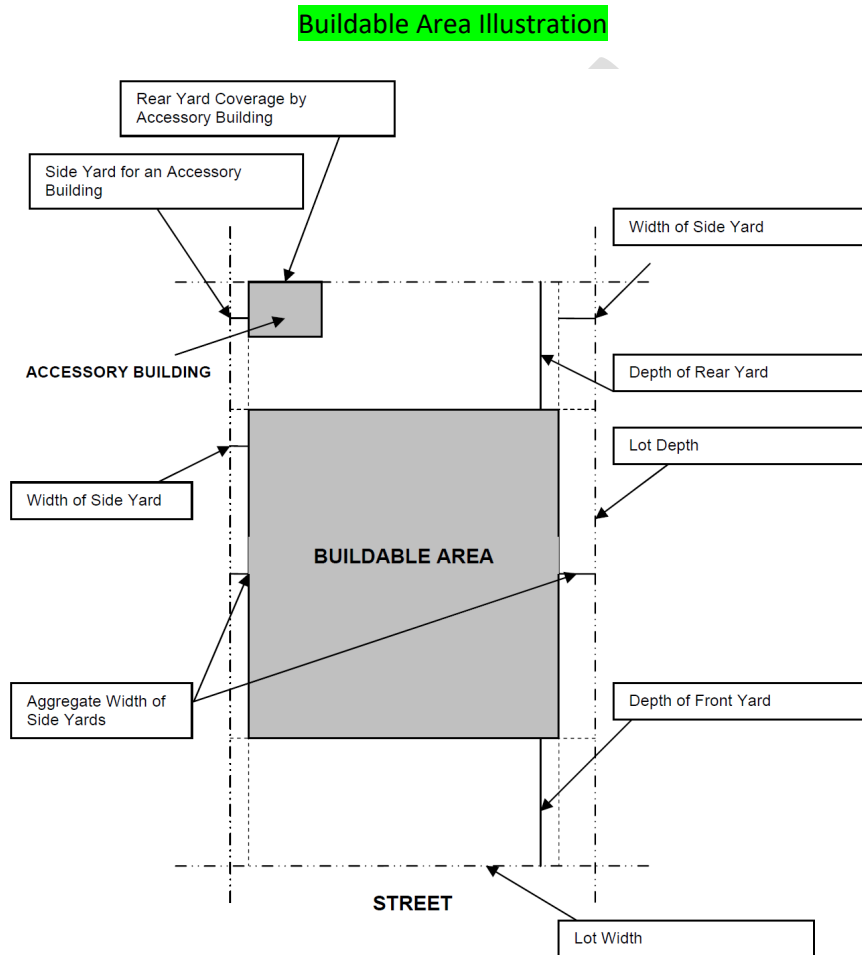 Buildable Area Illustration
Rear Yard Coverage by
Accessory Building
Side Yard for an Accessory
Building
Width of Side Yard
ACCESSORY BUILDING
Depth of Rear Yard
Lot Depth
Width of Side Yard
BUILDABLE AREA
Aggregate Width of
Side Yards
Depth of Front Yard
STREET
Lot Width